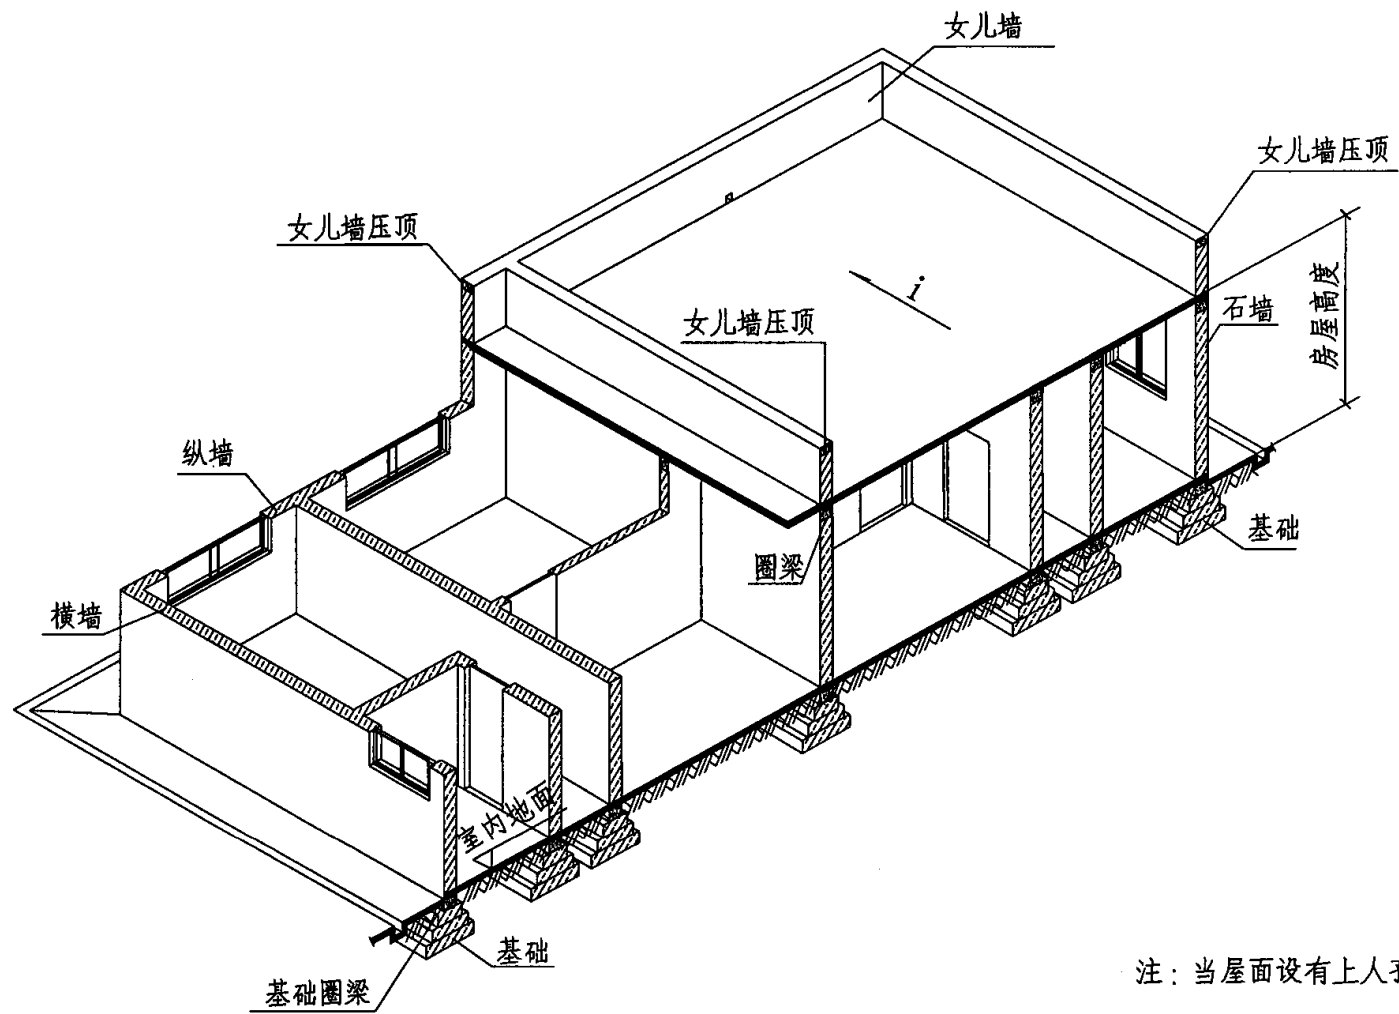 女儿墙
女儿墙压顶
女儿墙压顶
女儿墙压顶
i
石墙
房屋高度
纵墙
圈梁
基础
横墙
室内地面
基础
基础圈梁
注：当屋面设有上人